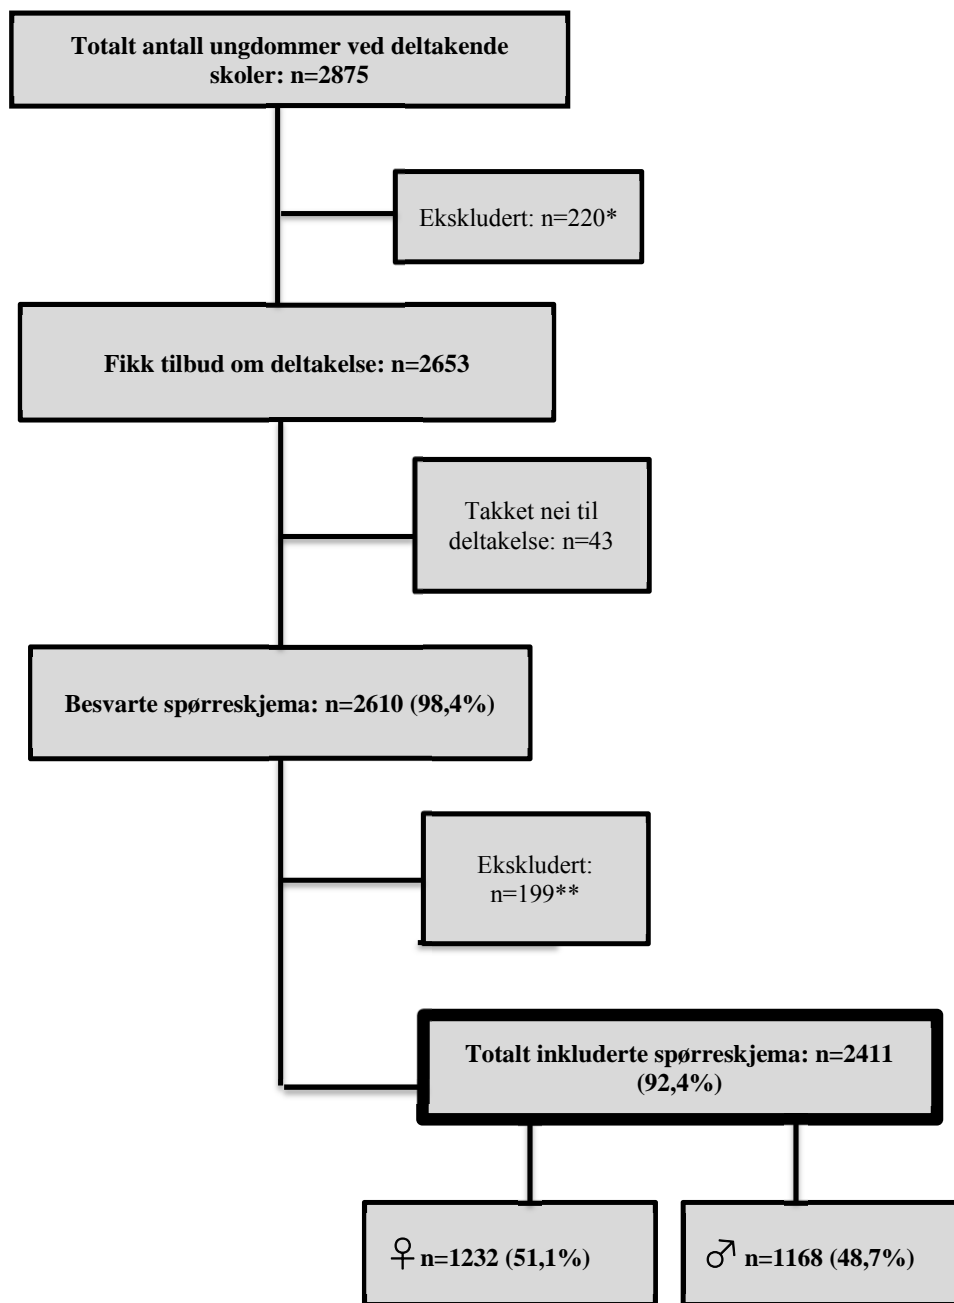 Totalt antall ungdommer ved deltakende
skoler: n=2875
Ekskludert: n=220*
Fikk tilbud om deltakelse: n=2653
Takket nei til
deltakelse: n=43
Besvarte spørreskjema: n=2610 (98,4%)
Ekskludert:
n=199**
Totalt inkluderte spørreskjema: n=2411
(92,4%)
♀ n=1232 (51,1%)
♂ n=1168 (48,7%)